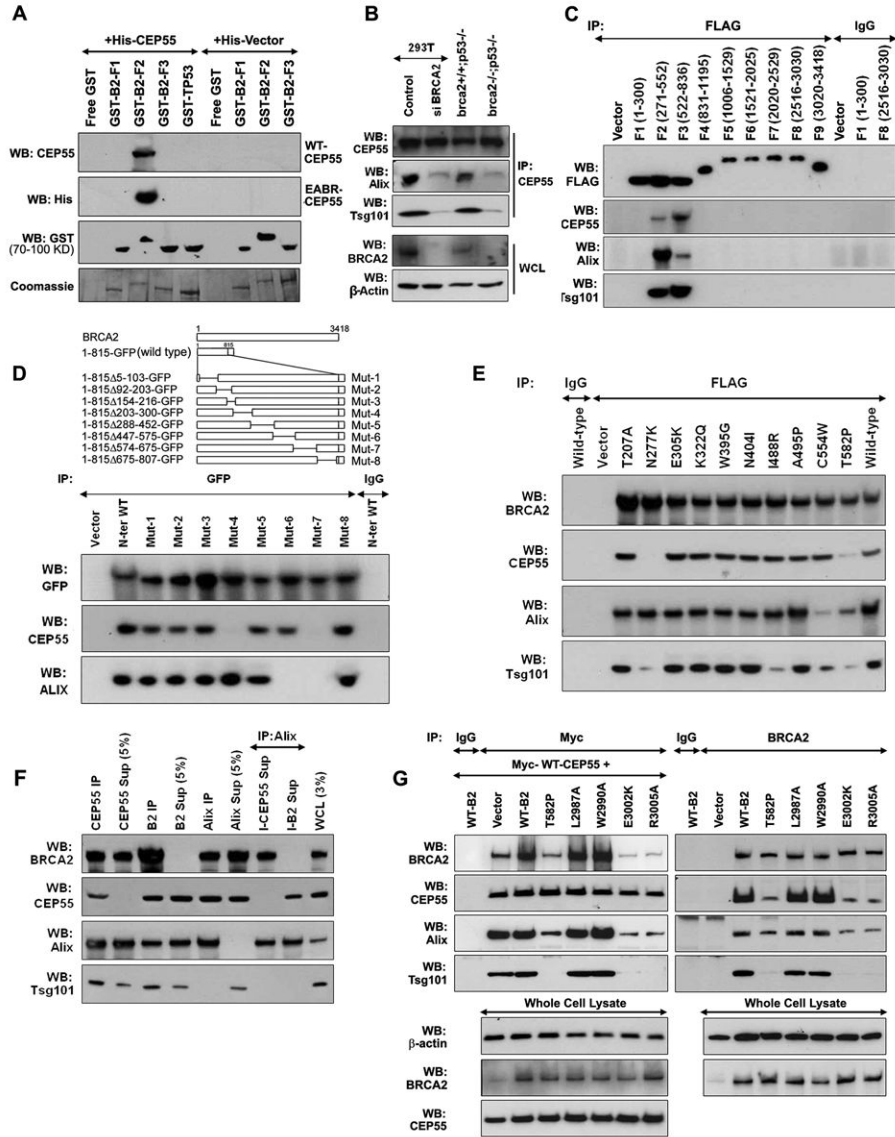 A
+His-CEP55 +His-Vector
Free GST
GST-B2-F1
GST-B2-F2
GST-B2-F3
GST-TP53
Free GST
GST-B2-F1
GST-B2-F2
GST-B2-F3
WB: CEP55
WT-CEP55
WB: His
EABR-CEP55
WB: GST
(70-100 KD)
Coomassie
B
293T
Control
si BRCA2
brca2+/+;p53-/-
brca2-/-;p53-/-
WB:
CEP55
WB:
Alix
IP:
CEP55
WB:
Tsg101
WB:
BRCA2
WCL
WB:
β-Actin
C
IP: FLAG IgG
Vector
F1 (1-300)
F2 (271-552)
F3 (522-836)
F4 (831-1195)
F5 (1006-1529)
F6 (1521-2025)
F7 (2020-2529)
F8 (2516-3030)
F9 (3020-3418)
Vector
F1 (1-300)
F8 (2516-3030)
WB:
FLAG
WB:
CEP55
WB:
Alix
WB:
Tsg101
D
1 3418
BRCA2
1 815
1-815-GFP(wild type)
1-815Δ5-103-GFP Mut-1
1-815Δ92-203-GFP Mut-2
1-815Δ154-216-GFP Mut-3
1-815Δ203-300-GFP Mut-4
1-815Δ288-452-GFP Mut-5
1-815Δ447-575-GFP Mut-6
1-815Δ574-675-GFP Mut-7
1-815Δ675-807-GFP Mut-8
IP: GFP IgG
Vector
N-ter WT
Mut-1
Mut-2
Mut-3
Mut-4
Mut-5
Mut-6
Mut-7
Mut-8
N-ter WT
WB:
GFP
WB:
CEP55
WB:
ALIX
E
IP: IgG FLAG
Wild-type
Vector
T207A
N277K
E305K
K322Q
W395G
N404I
I488R
A495P
C554W
T582P
Wild-type
WB:
BRCA2
WB:
CEP55
WB:
Alix
WB:
Tsg101
F
IP:Alix
CEP55 IP
CEP55 Sup (5%)
B2 IP
B2 Sup (5%)
Alix IP
Alix Sup (5%)
I-CEP55 Sup
I-B2 Sup
WCL (3%)
WB:
BRCA2
WB:
CEP55
WB:
Alix
WB:
Tsg101
G
IP: IgG Myc IgG BRCA2
Myc- WT-CEP55 +
WT-B2
Vector
WT-B2
T582P
L2987A
W2990A
E3002K
R3005A
WT-B2
Vector
WT-B2
T582P
L2987A
W2990A
E3002K
R3005A
WB:
BRCA2
WB:
CEP55
WB:
Alix
WB:
Tsg101
Whole Cell Lysate Whole Cell Lysate
WB:
β-actin
WB:
BRCA2
WB:
CEP55